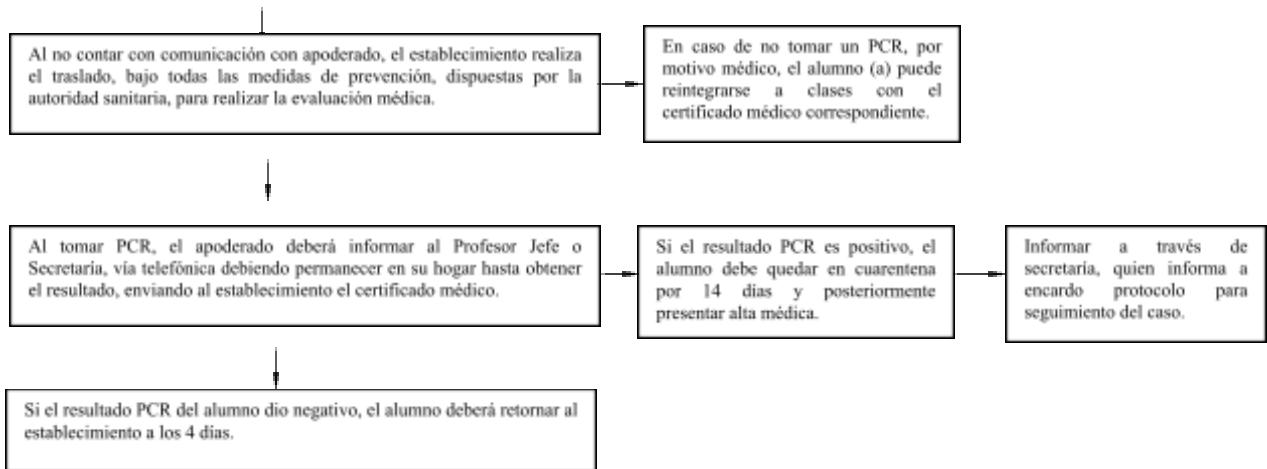 Al no contar con comunicación con apoderado, el establecimiento realiza
el traslado, bajo todas las medidas de prevención, dispuestas por la
autoridad sanitaria, para realizar la evaluación médica.
En caso de no tomar un PCR, por
motivo médico, el alumno (a) puede
reintegrarse a clases con el
certificado médico correspondiente.
Al tomar PCR, el apoderado deberá informar al Profesor Jefe o
Secretaría, vía telefónica debiendo permanecer en su hogar hasta obtener
el resultado, enviando al establecimiento el certificado médico.
Si el resultado PCR es positivo, el
alumno debe quedar en cuarentena
por 14 días y posteriormente
presentar alta médica.
Informar a través de
secretaría, quien informa a
encardo protocolo para
seguimiento del caso.
Si el resultado PCR del alumno dio negativo, el alumno deberá retornar al
establecimiento a los 4 días.